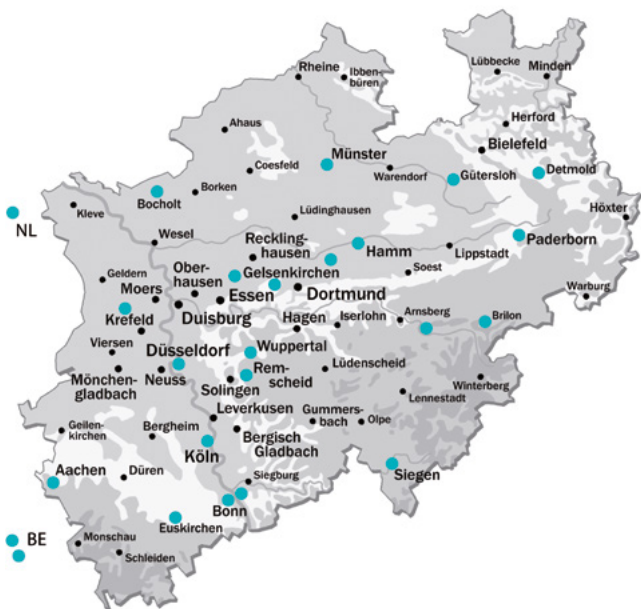 Lübbecke
Minden
Rheine
Ibben-
büren
Herford
Ahaus
Bielefeld
Münster
Coesfeld
Warendorf
Gütersloh
Detmold
Bocholt
Borken
NL
Kleve
Lüdinghausen
Höxter
Wesel
Reckling-
hausen
Hamm
Paderborn
Lippstadt
Geldern
Ober-
hausen
Gelsenkirchen
Soest
Moers
Essen
Dortmund
Warburg
Duisburg
Krefeld
Hagen
Iserlohn
Arnsberg
Brilon
Viersen
Düsseldorf
Wuppertal
Mönchen-
gladbach
Neuss
Rem-
scheid
Lüdenscheid
Winterberg
Solingen
Lennestadt
Leverkusen
Gummers-
bach
Olpe
Geilen-
kirchen
Bergheim
Bergisch
Gladbach
Köln
Aachen
Düren
Siegburg
Siegen
Bonn
Euskirchen
BE
Monschau
Schleiden